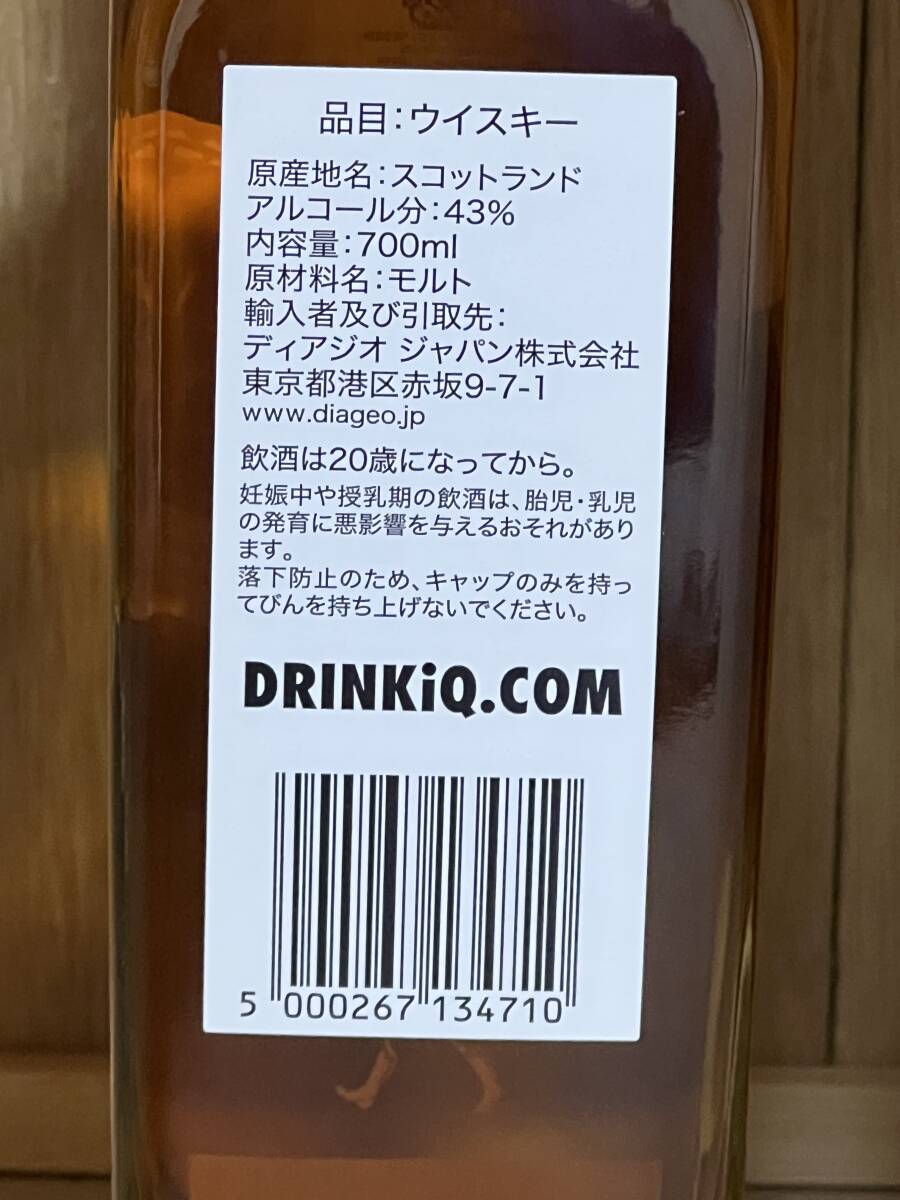 品目:ウイスキー
原産地名:スコットランド
アルコール分:43%
内容量:700ml
原材料名:モルト
輸入者及び引取先:
ディアジオ ジャパン株式会社
東京都港区赤坂9-7-1
www.diageo.jp
飲酒は20歳になってから。
妊娠中や授乳期の飲酒は、胎児・乳児
の発育に悪影響を与えるおそれがあり
ます。
落下防止のため、キャップのみを持っ
てびんを持ち上げないでください。
DRINKiQ.COM
5 000267 134710